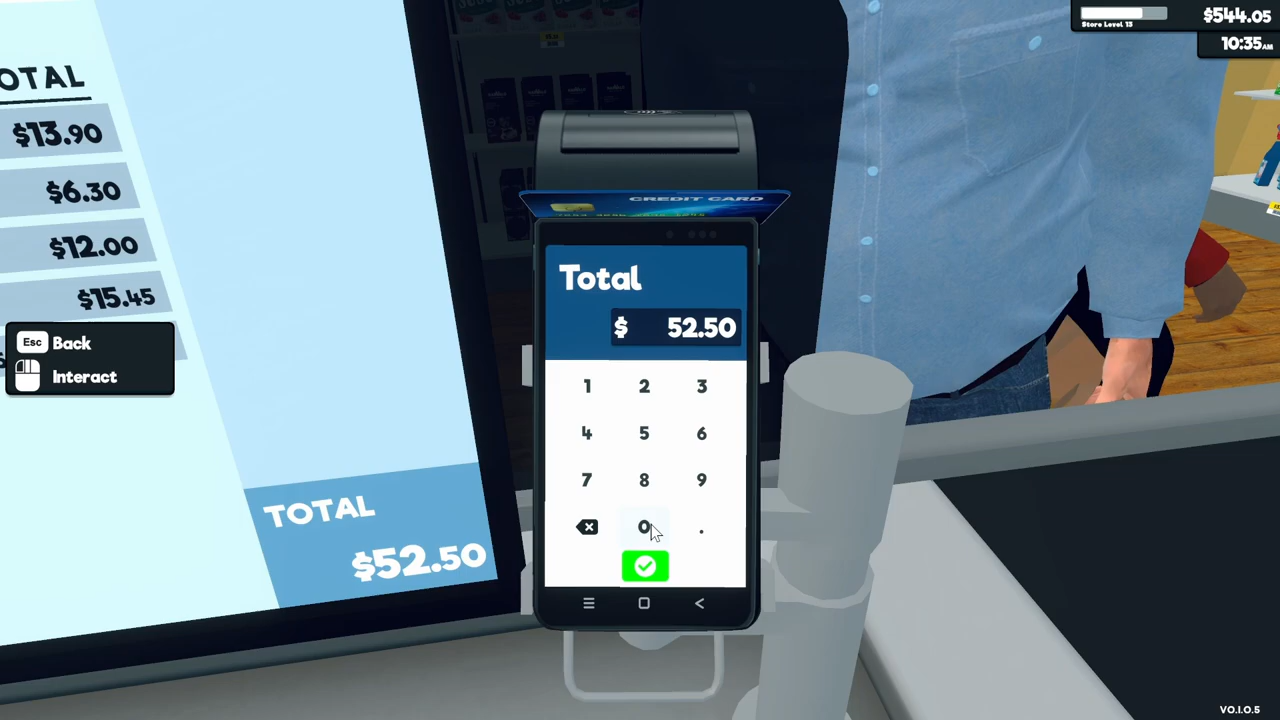 OTAL
$13.90
$6.30
$12.00
$15.45
Esc Back
Interact
TOTAL
$52.50
CREDIT CARD
Total
$ 52.50
1 2 3
4 5 6
7 8 9
0 .
Store Level 13
$544.05
10:35AM
V0.1.0.5